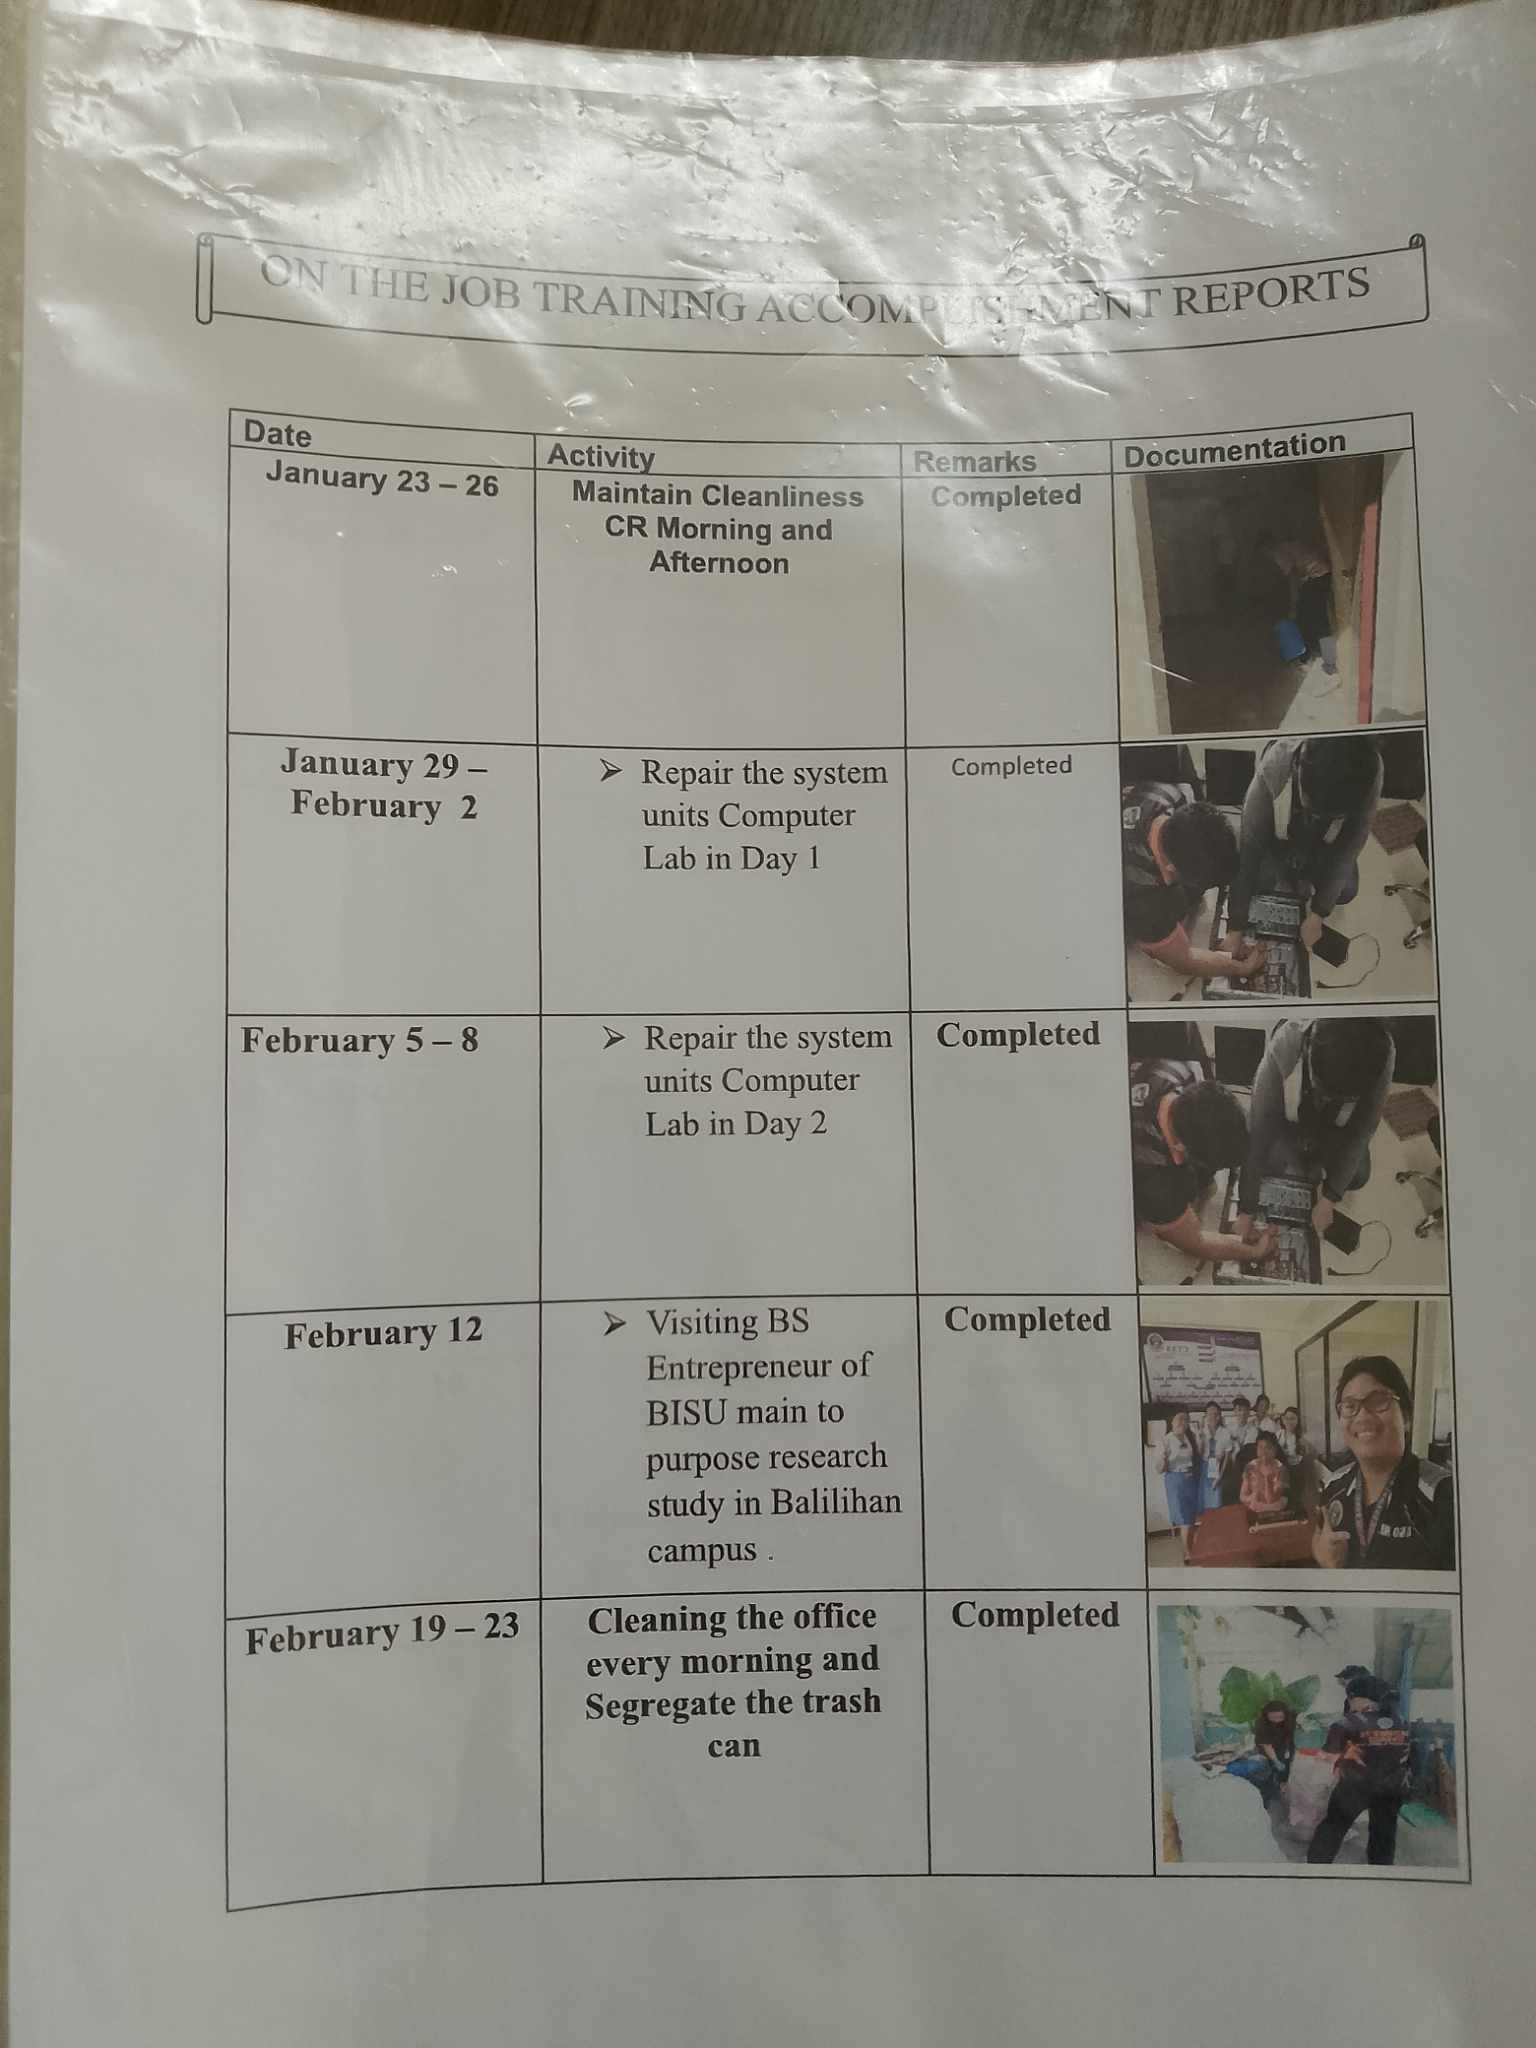 ON THE JOB TRAINING ACCOMPLISHMENT REPORTS
Date
Activity
Remarks
Documentation
January 23 – 26
Maintain Cleanliness
CR Morning and
Afternoon
Completed
January 29 –
February 2
➢ Repair the system
units Computer
Lab in Day 1
Completed
February 5 – 8
➢ Repair the system
units Computer
Lab in Day 2
Completed
February 12
➢ Visiting BS
Entrepreneur of
BISU main to
purpose research
study in Balilihan
campus .
Completed
February 19 – 23
Cleaning the office
every morning and
Segregate the trash
can
Completed